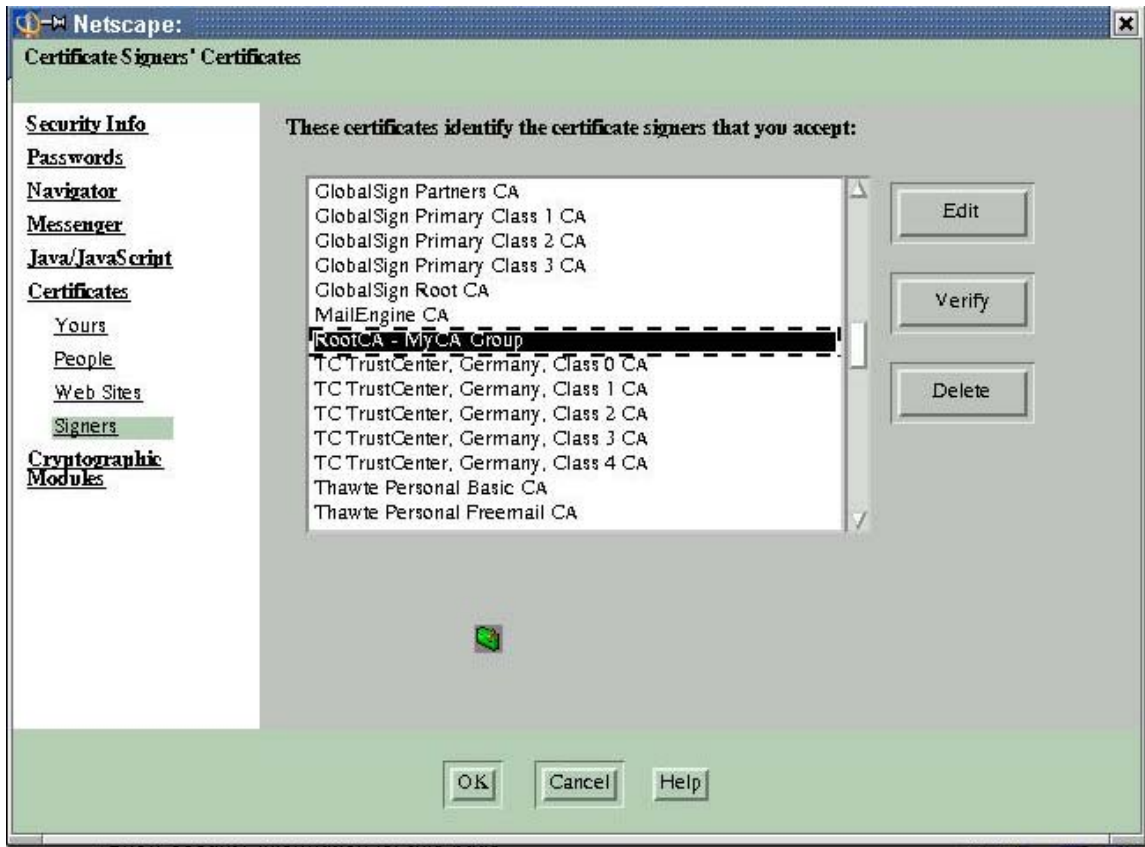 Netscape:
Certificate Signers' Certificates
Security Info
Passwords
Navigator
Messenger
Java/JavaScript
Certificates
Yours
People
Web Sites
Signers
Cryptographic
Modules
These certificates identify the certificate signers that you accept:
GlobalSign Partners CA
GlobalSign Primary Class 1 CA
GlobalSign Primary Class 2 CA
GlobalSign Primary Class 3 CA
GlobalSign Root CA
MailEngine CA
RootCA - MyCA Group
TC TrustCenter, Germany, Class 0 CA
TC TrustCenter, Germany, Class 1 CA
TC TrustCenter, Germany, Class 2 CA
TC TrustCenter, Germany, Class 3 CA
TC TrustCenter, Germany, Class 4 CA
Thawte Personal Basic CA
Thawte Personal Freemail CA
Edit
Verify
Delete
OK
Cancel
Help